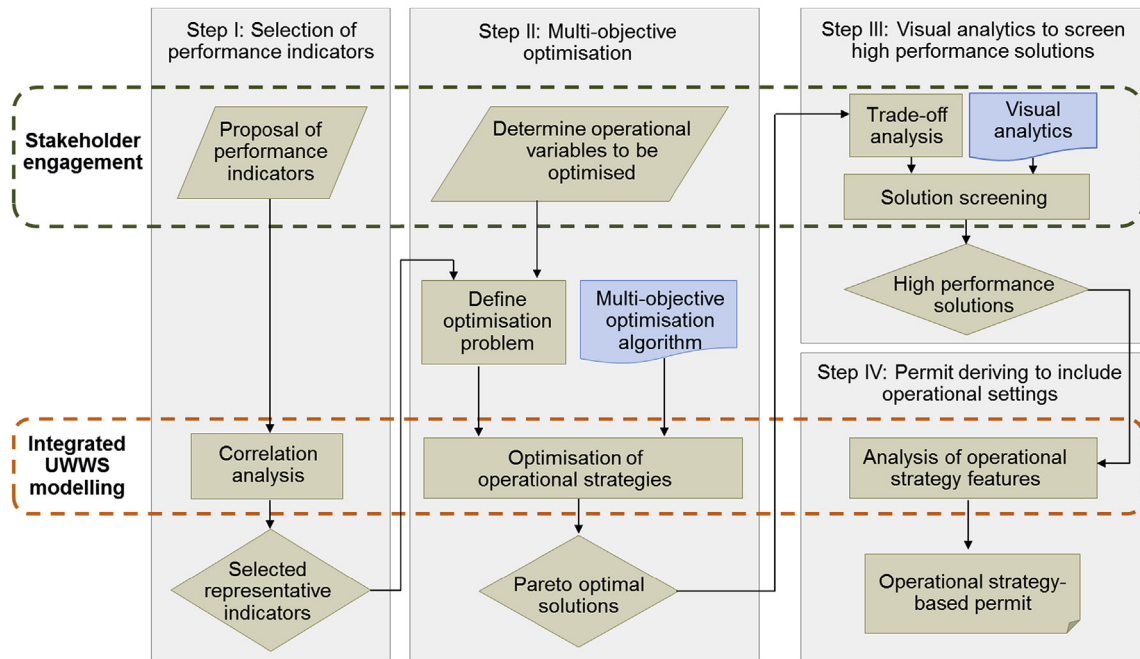 Step I: Selection of
performance indicators
Step II: Multi-objective
optimisation
Step III: Visual analytics to screen
high performance solutions
Stakeholder
engagement
Proposal of
performance
indicators
Determine operational
variables to be
optimised
Trade-off
analysis
Visual
analytics
Solution screening
Define
optimisation
problem
Multi-objective
optimisation
algorithm
High performance
solutions
Step IV: Permit deriving to include
operational settings
Integrated
UWWS
modelling
Correlation
analysis
Optimisation of
operational strategies
Analysis of operational
strategy features
Selected
representative
indicators
Pareto optimal
solutions
Operational strategy-
based permit